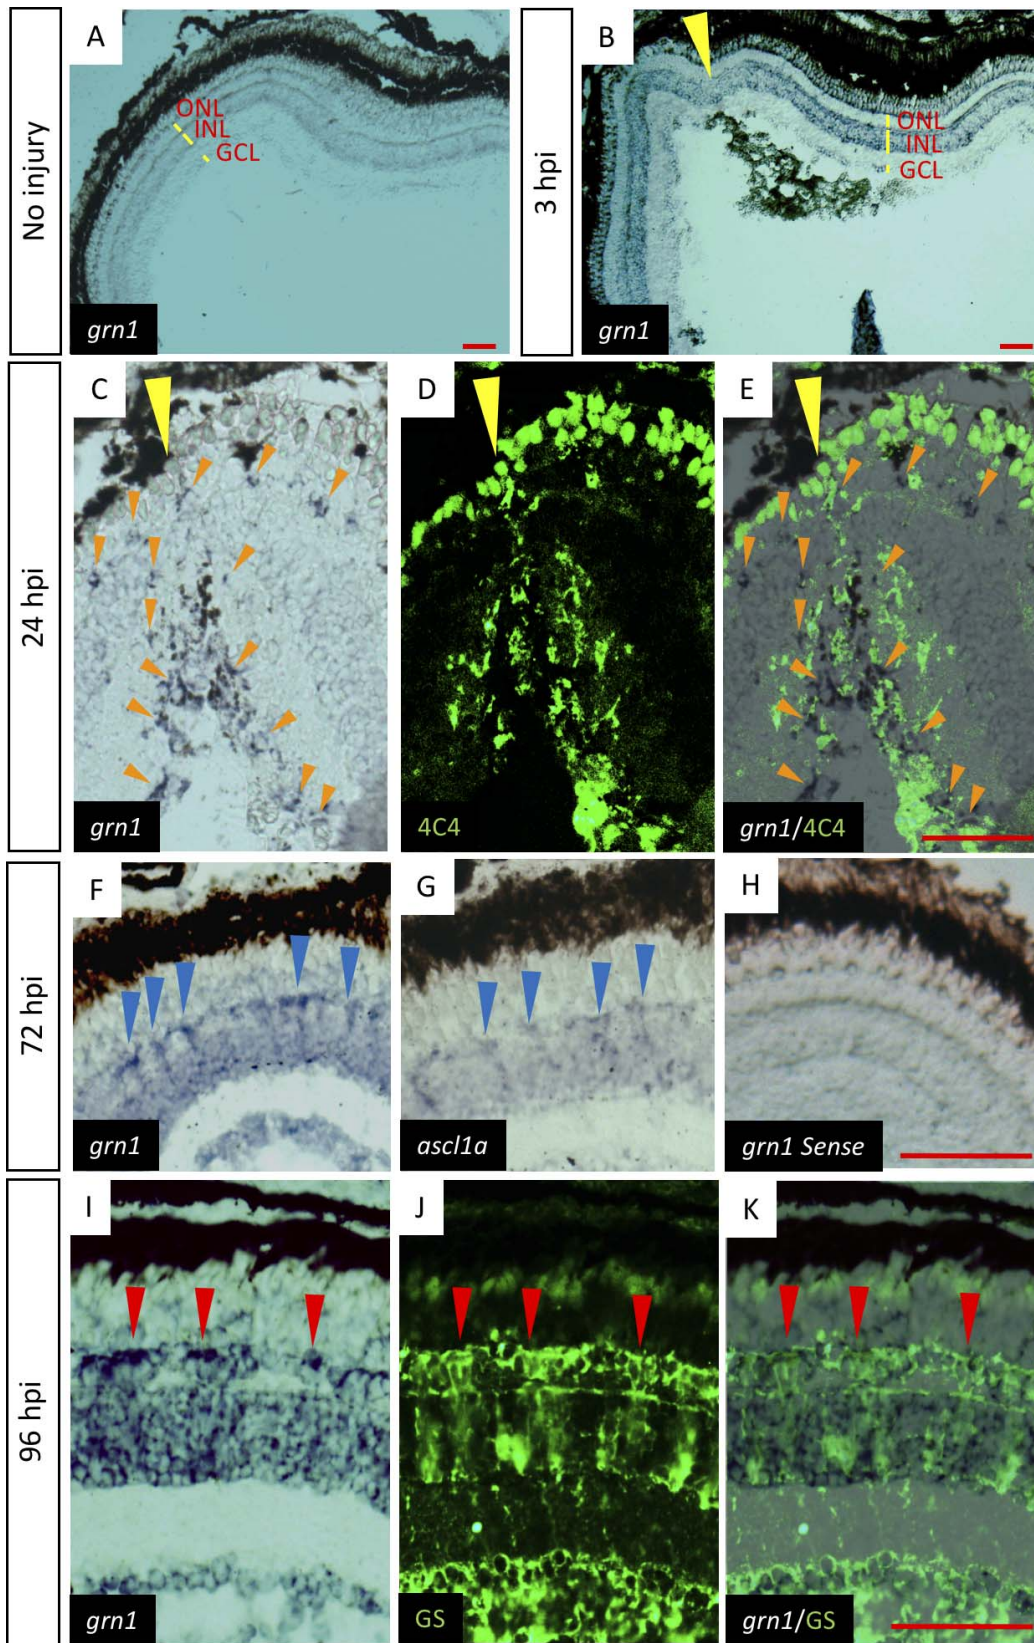 No injury
A
ONL
INL
GCL
grn1
3 hpi
B
ONL
INL
GCL
grn1
24 hpi
C
grn1
D
4C4
E
grn1/4C4
72 hpi
F
grn1
G
ascl1a
H
grn1 Sense
96 hpi
I
grn1
J
GS
K
grn1/GS